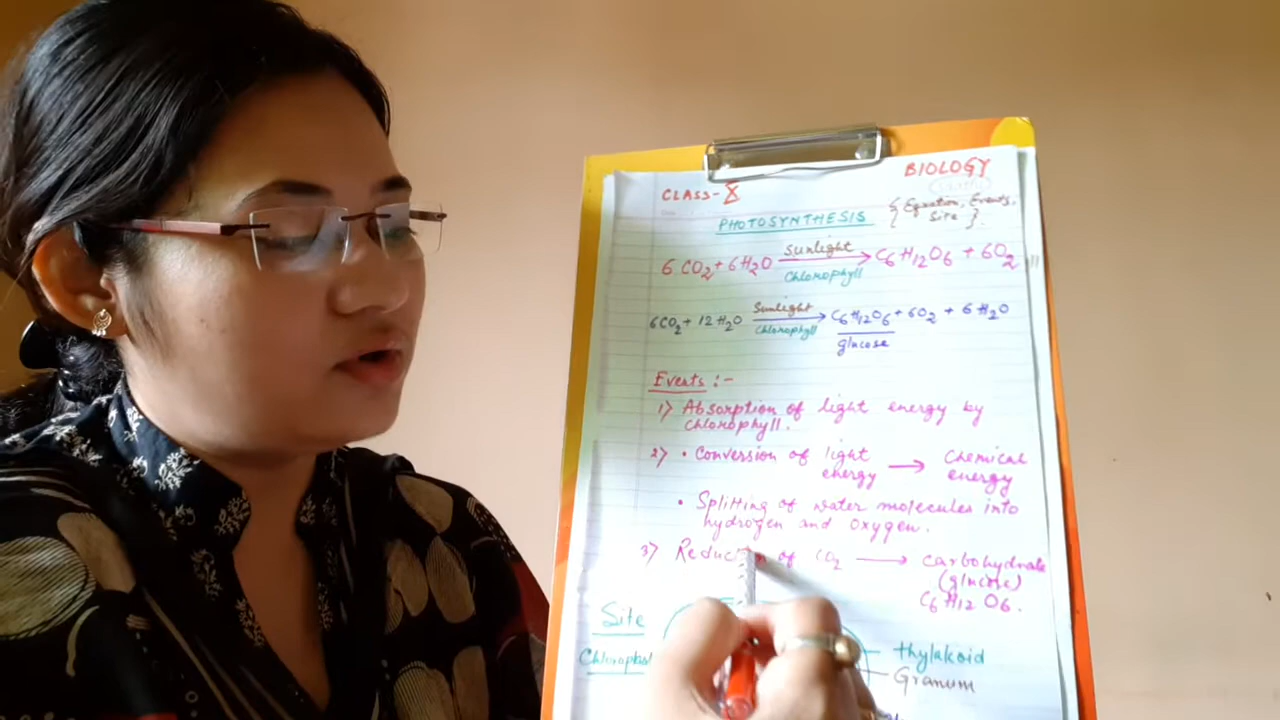 BIOLOGY
CLASS-X
PHOTOSYNTHESIS { Equation, Events,
Site }.
6 CO2 + 6H2O sunlight → C6H12O6 + 6O2
Chlorophyll
6CO2 + 12 H2O Sunlight → C6H12O6 + 6O2 + 6 H2O
Chlorophyll glucose
Events :-
1) Absorption of light energy by
chlorophyll.
2) • Conversion of light → Chemical
energy energy
• Splitting of water molecules into
hydrogen and oxygen.
3) Reduction of CO2 → carbohydrate
(glucose)
C6H12O6.
Site
Chloroplast
thylakoid
Granum